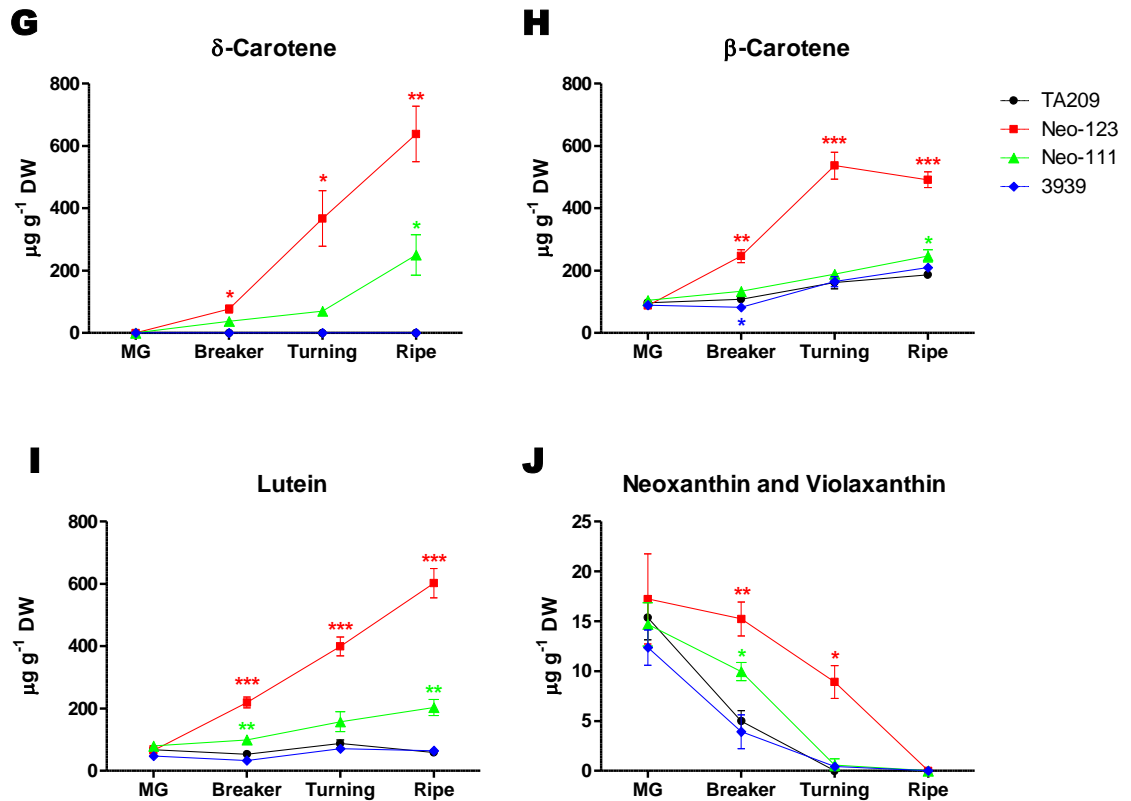 G
δ-Carotene
800
600
400
200
0
µg g⁻¹ DW
*
*
**
*
MG Breaker Turning Ripe
H
β-Carotene
800
600
400
200
0
µg g⁻¹ DW
**
***
***
*
*
MG Breaker Turning Ripe
TA209
Neo-123
Neo-111
3939
I
Lutein
800
600
400
200
0
µg g⁻¹ DW
***
***
***
**
**
MG Breaker Turning Ripe
J
Neoxanthin and Violaxanthin
25
20
15
10
5
0
µg g⁻¹ DW
**
*
*
MG Breaker Turning Ripe